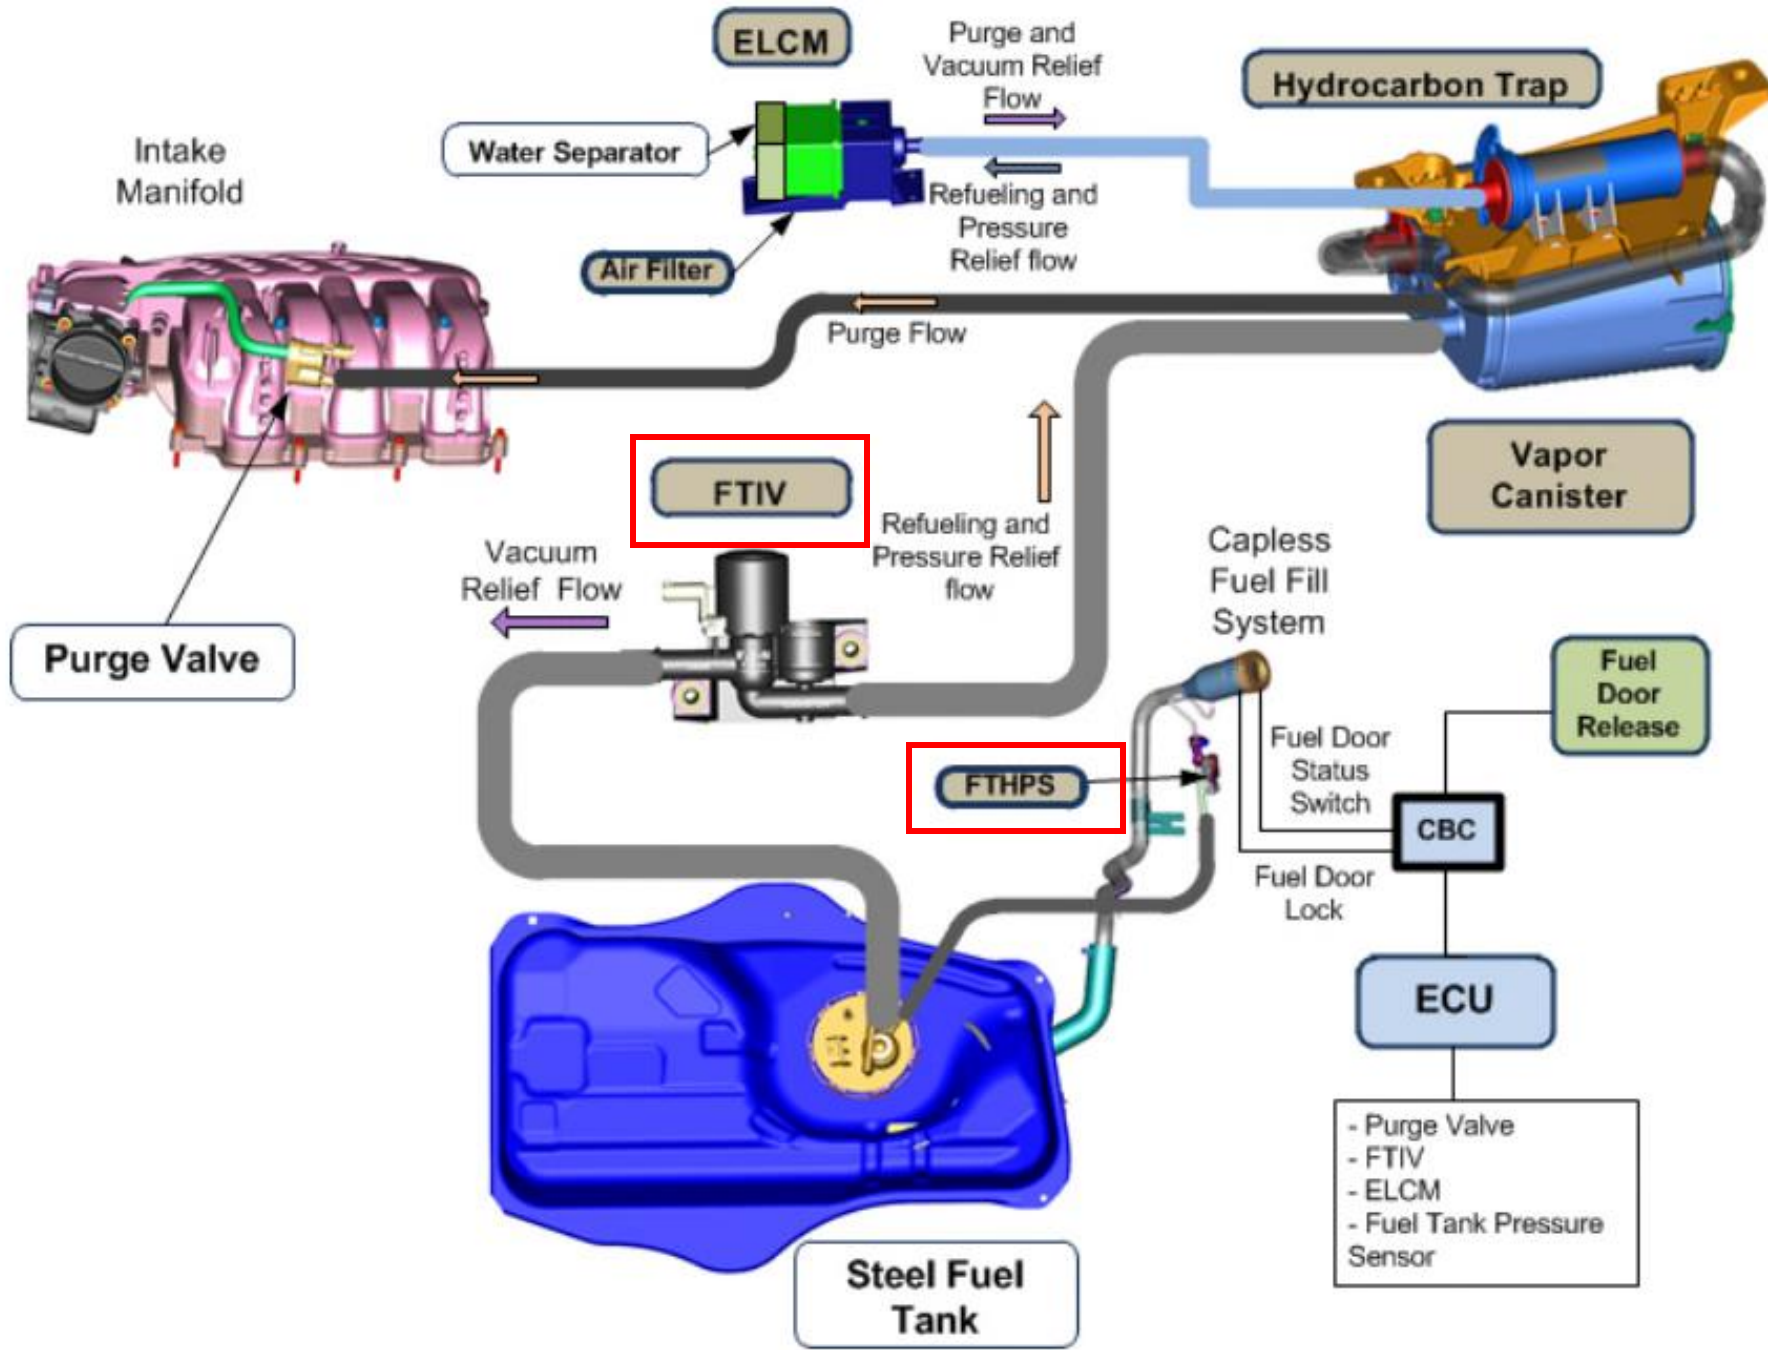 ELCM
Purge and
Vacuum Relief
Flow
Hydrocarbon Trap
Intake
Manifold
Water Separator
Refueling and
Pressure
Relief flow
Air Filter
Purge Flow
FTIV
Vapor
Canister
Vacuum
Relief Flow
Refueling and
Pressure Relief
flow
Capless
Fuel Fill
System
Purge Valve
Fuel
Door
Release
Fuel Door
Status
Switch
FTHPS
CBC
Fuel Door
Lock
ECU
- Purge Valve
- FTIV
- ELCM
- Fuel Tank Pressure
Sensor
Steel Fuel
Tank